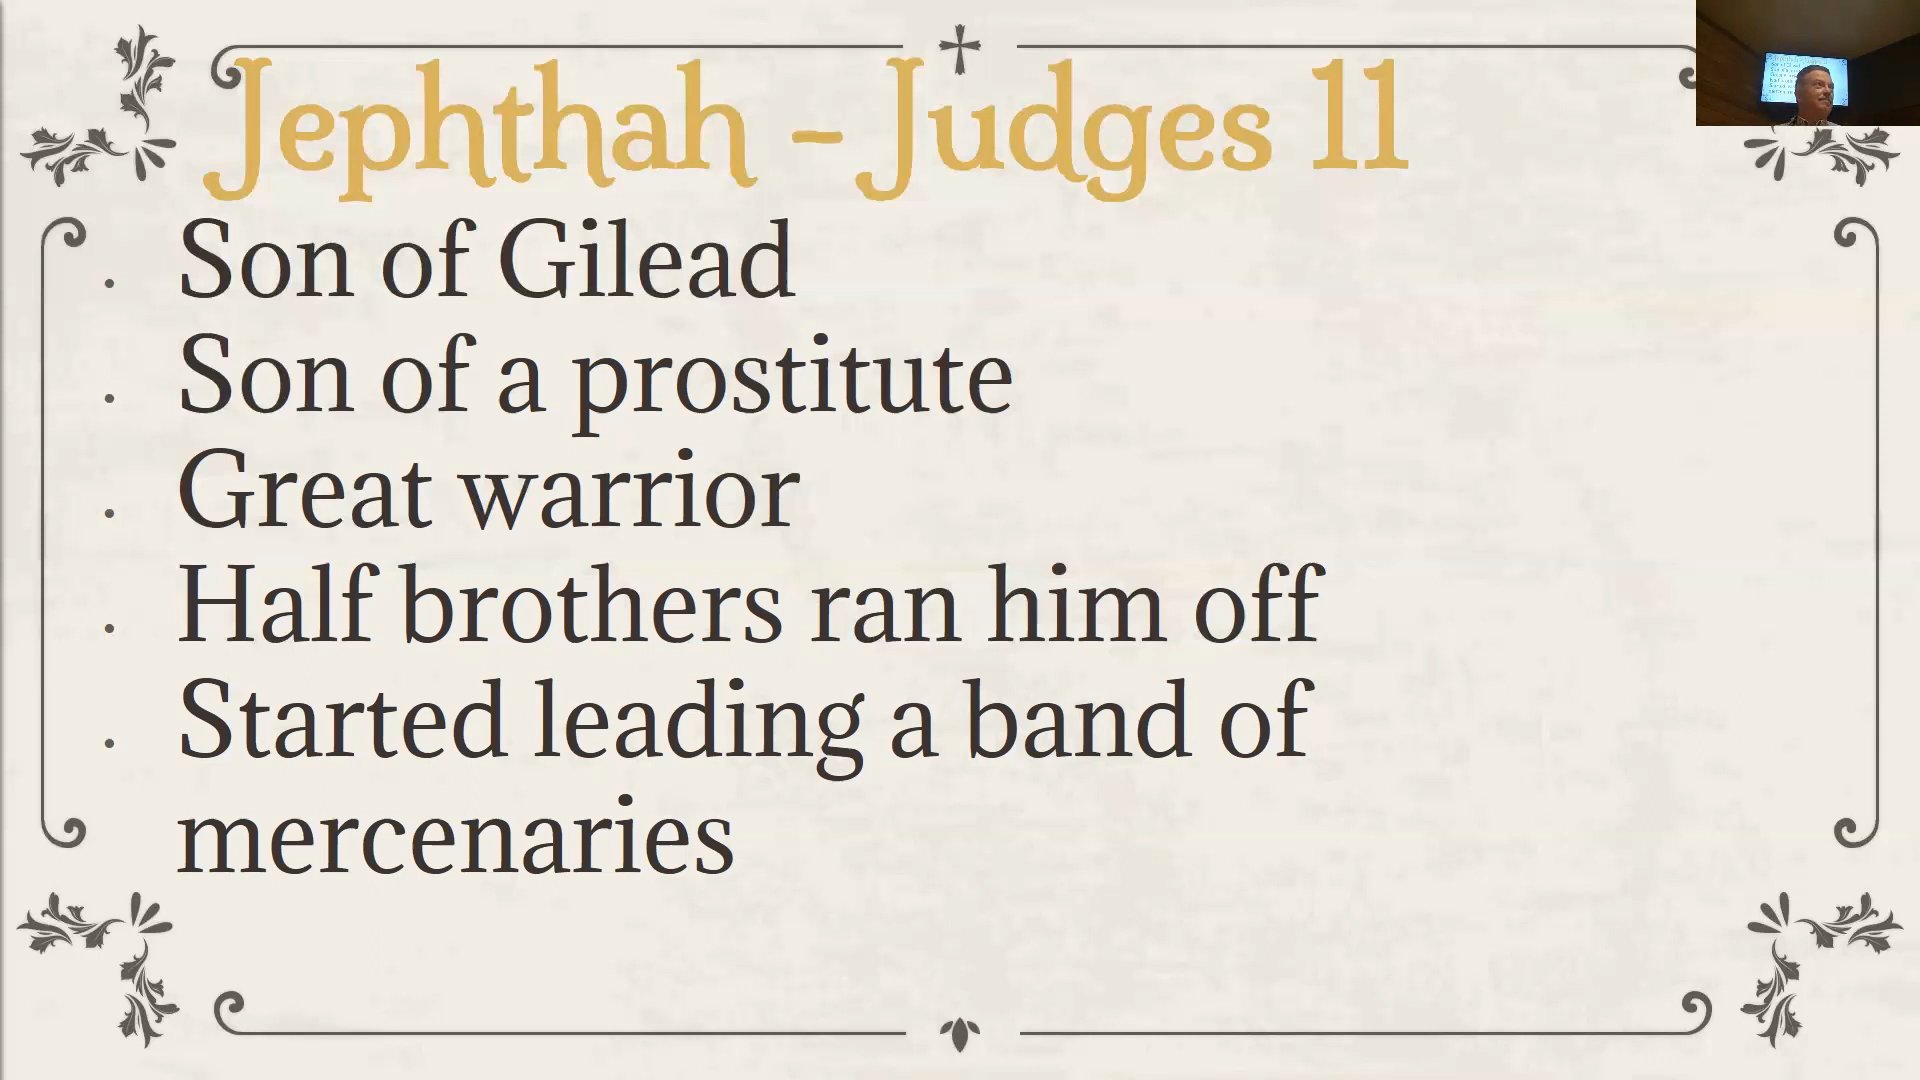 Jephthah - Judges 11
Son of Gilead
Son of a prostitute
Great warrior
Half brothers ran him off
Started leading a band of
mercenaries